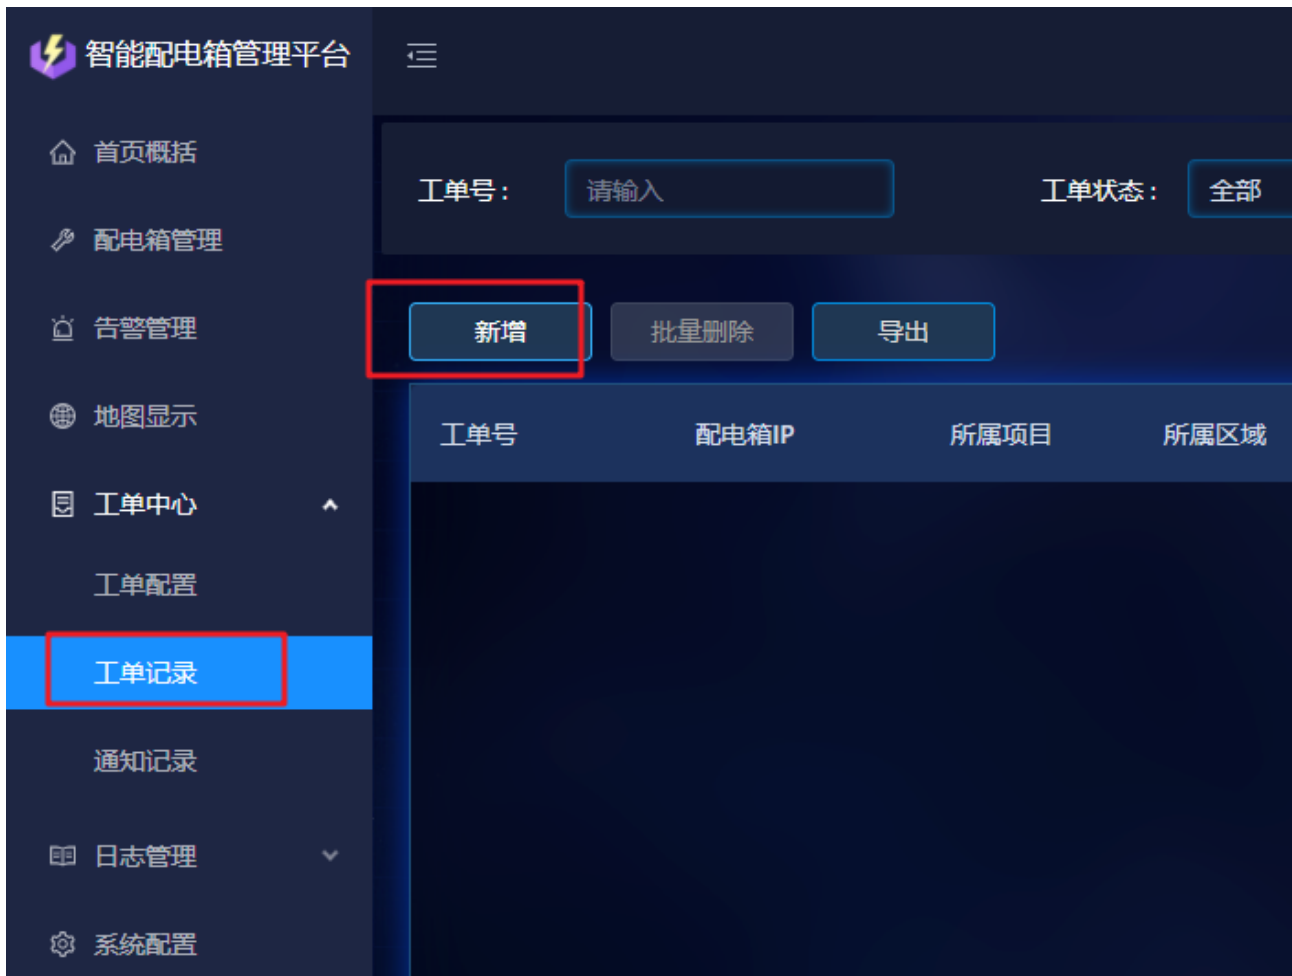 智能配电箱管理平台
首页概括
配电箱管理
告警管理
地图显示
工单中心
工单配置
工单记录
通知记录
日志管理
系统配置
工单号： 请输入 工单状态： 全部
新增 批量删除 导出
工单号 配电箱IP 所属项目 所属区域